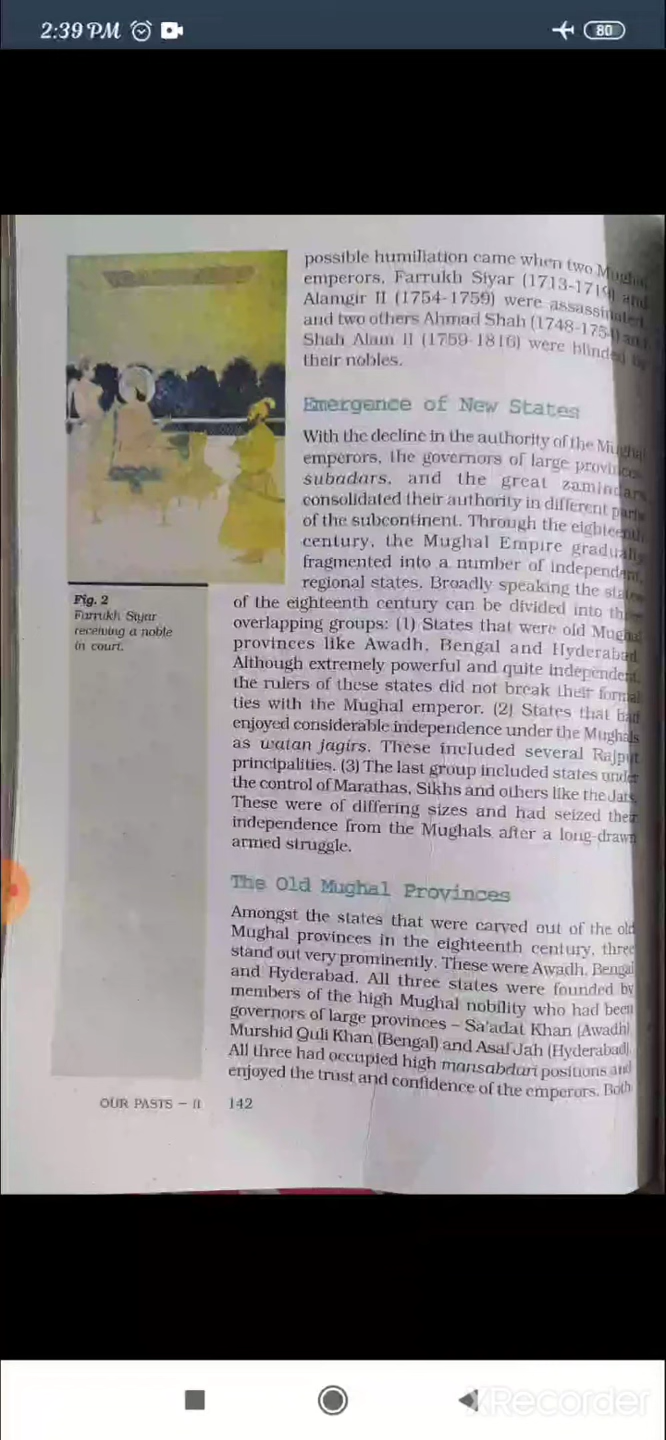 2:39 PM
80
possible humiliation came when two Mughal
emperors, Farrukh Siyar (1713-1719) and
Alamgir II (1754-1759) were assassinated,
and two others Ahmad Shah (1748-1754) and
Shah Alam II (1759-1816) were blinded by
their nobles.
Emergence of New States
With the decline in the authority of the Mughal
emperors, the governors of large provinces,
subadars, and the great zamindars
consolidated their authority in different parts
of the subcontinent. Through the eighteenth
century, the Mughal Empire gradually
fragmented into a number of independent,
regional states. Broadly speaking the states
of the eighteenth century can be divided into three
overlapping groups: (1) States that were old Mughal
provinces like Awadh, Bengal and Hyderabad.
Although extremely powerful and quite independent,
the rulers of these states did not break their formal
ties with the Mughal emperor. (2) States that had
enjoyed considerable independence under the Mughals
as watan jagirs. These included several Rajput
principalities. (3) The last group included states under
the control of Marathas, Sikhs and others like the Jats.
These were of differing sizes and had seized their
independence from the Mughals after a long-drawn
armed struggle.
Fig. 2
Farrukh Siyar
receiving a noble
in court.
The Old Mughal Provinces
Amongst the states that were carved out of the old
Mughal provinces in the eighteenth century, three
stand out very prominently. These were Awadh, Bengal
and Hyderabad. All three states were founded by
members of the high Mughal nobility who had been
governors of large provinces – Sa'adat Khan (Awadh),
Murshid Quli Khan (Bengal) and Asaf Jah (Hyderabad).
All three had occupied high mansabdari positions and
enjoyed the trust and confidence of the emperors. Both
OUR PASTS – II 142
XRecorder